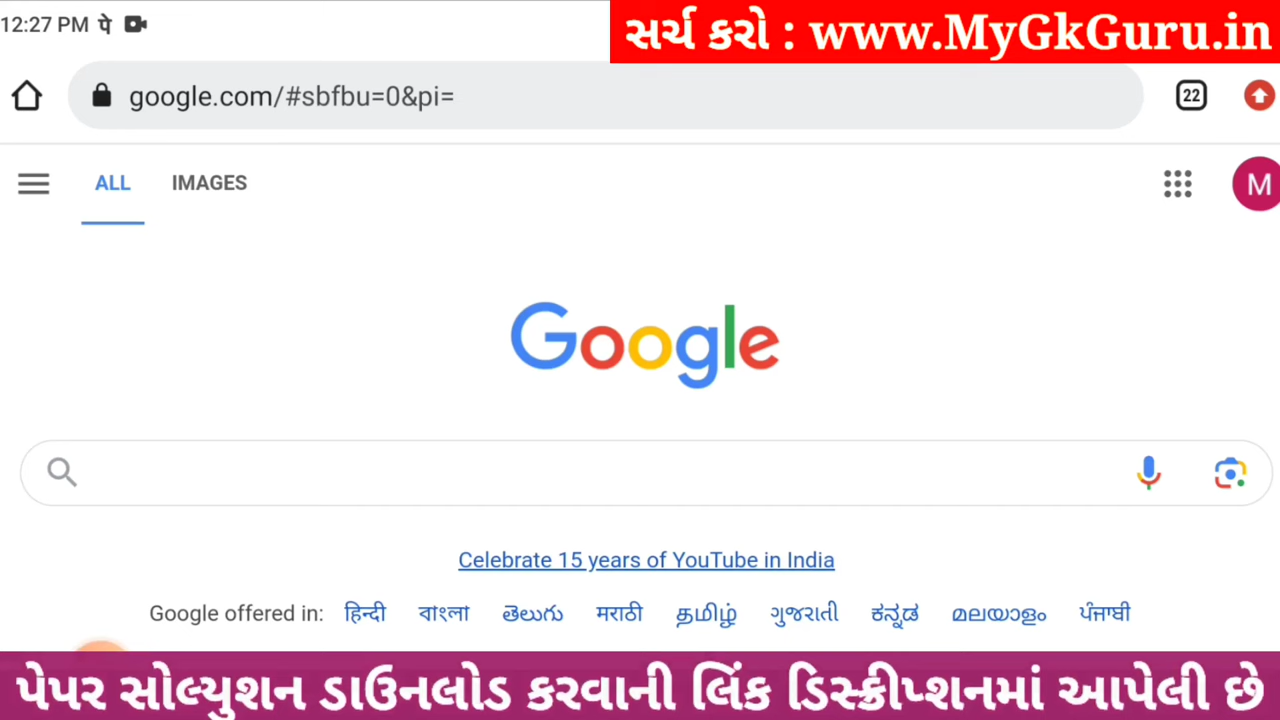 12:27 PM पे
સર્ચ કરો : www.MyGkGuru.in
google.com/#sbfbu=0&pi=
22
ALL IMAGES
M
Google
Celebrate 15 years of YouTube in India
Google offered in: हिन्दी বাংলা తెలుగు मराठी தமிழ் ગુજરાતી ಕನ್ನಡ മലയാളം ਪੰਜਾਬੀ
પેપર સોલ્યુશન ડાઉનલોડ કરવાની લિંક ડિસ્ક્રીપ્શનમાં આપેલી છે